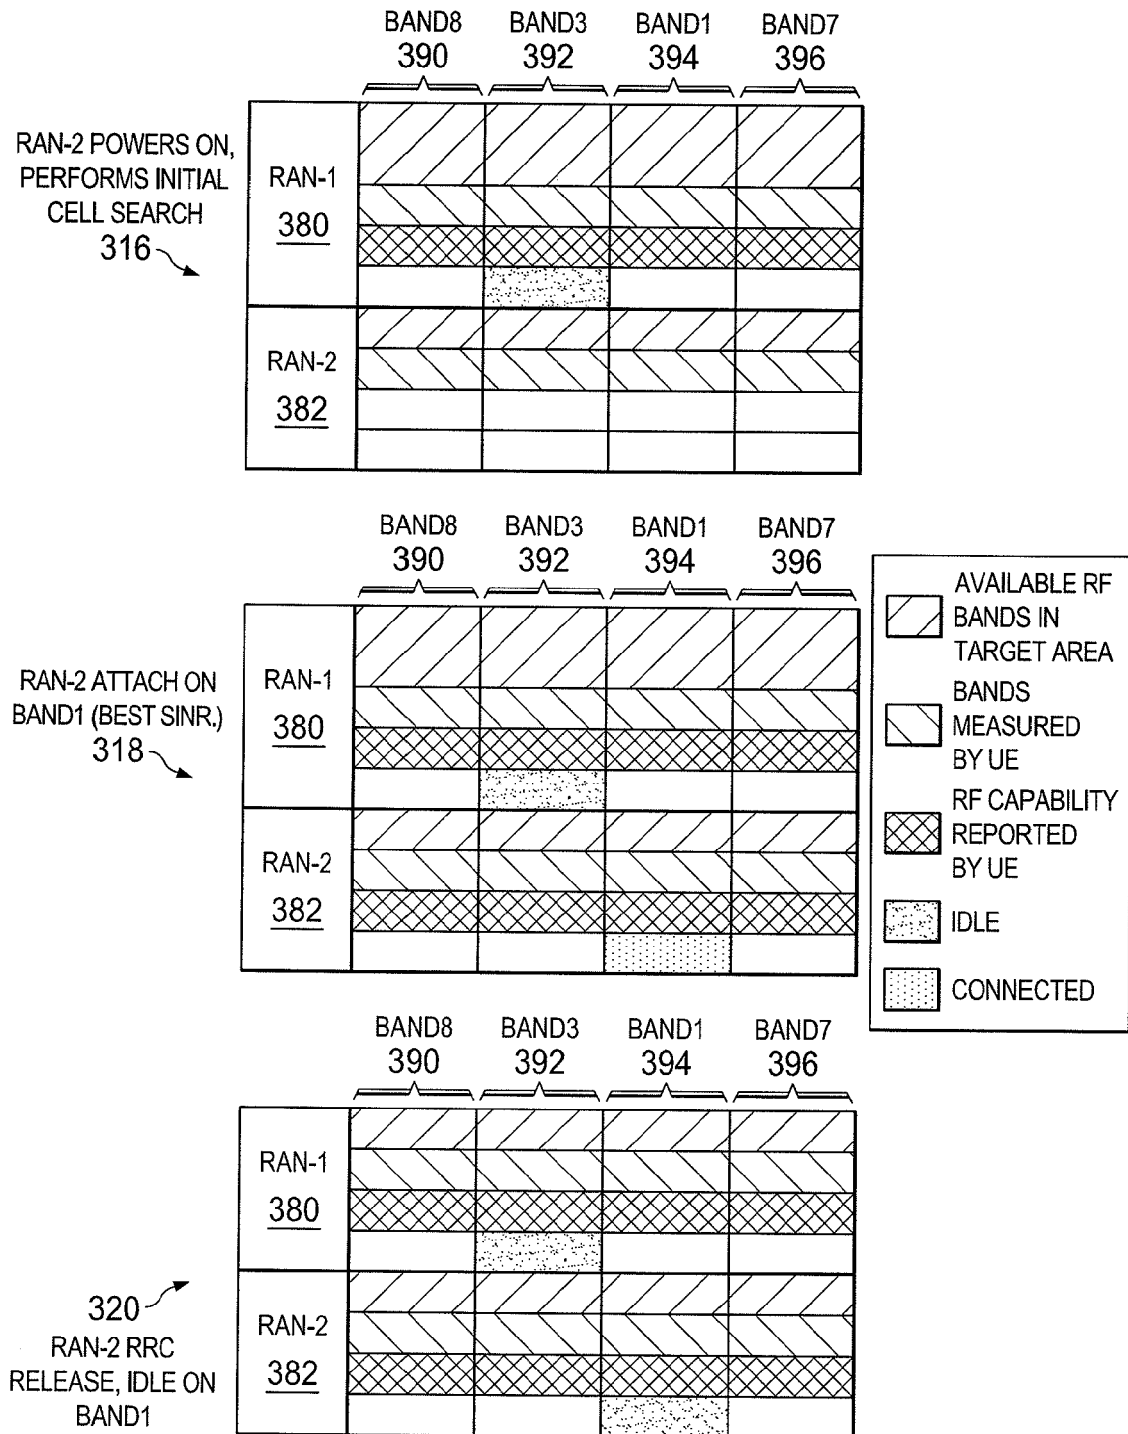 BAND8 BAND3 BAND1 BAND7
390 392 394 396
RAN-2 POWERS ON,
PERFORMS INITIAL
CELL SEARCH
316
RAN-1
380
RAN-2
382
BAND8 BAND3 BAND1 BAND7
390 392 394 396
RAN-2 ATTACH ON
BAND1 (BEST SINR.)
318
RAN-1
380
RAN-2
382
AVAILABLE RF
BANDS IN
TARGET AREA
BANDS
MEASURED
BY UE
RF CAPABILITY
REPORTED
BY UE
IDLE
CONNECTED
BAND8 BAND3 BAND1 BAND7
390 392 394 396
RAN-1
380
RAN-2
382
320
RAN-2 RRC
RELEASE, IDLE ON
BAND1